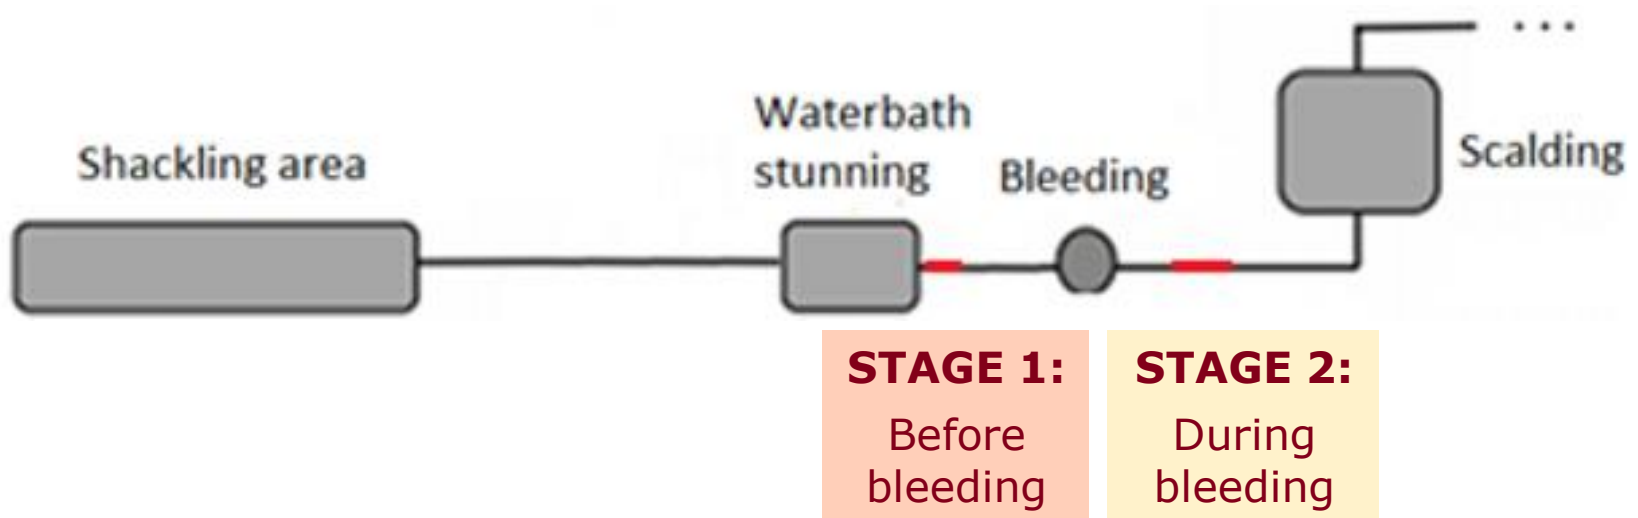 Shackling area
Waterbath
stunning
Bleeding
Scalding
...
STAGE 1:
Before
bleeding
STAGE 2:
During
bleeding